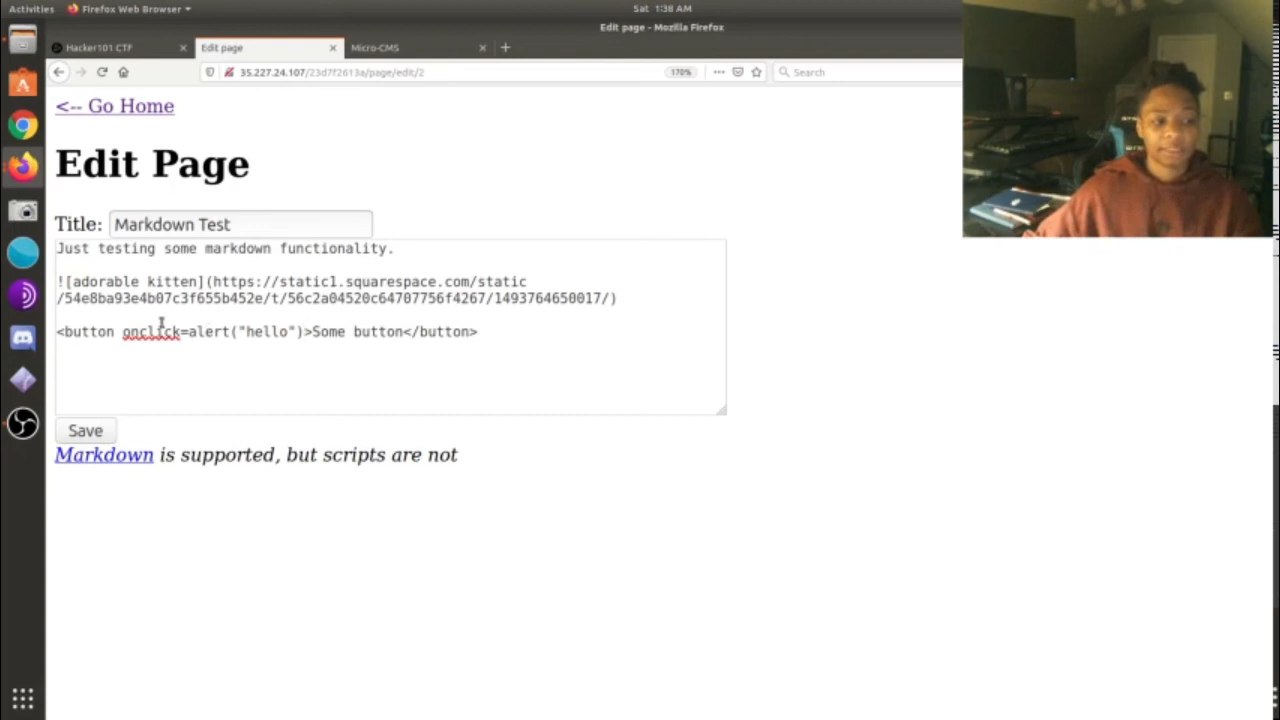 Activities Firefox Web Browser Sat 1:38 AM
Edit page - Mozilla Firefox
Hacker101 CTF Edit page Micro-CMS
35.227.24.107/23d7f2613a/page/edit/2 170% Search
<-- Go Home
Edit Page
Title: Markdown Test
Just testing some markdown functionality.
![adorable kitten](https://static1.squarespace.com/static
/54e8ba93e4b07c3f655b452e/t/56c2a04520c64707756f4267/1493764650017/)
<button onclick=alert("hello")>Some button</button>
Save
Markdown is supported, but scripts are not